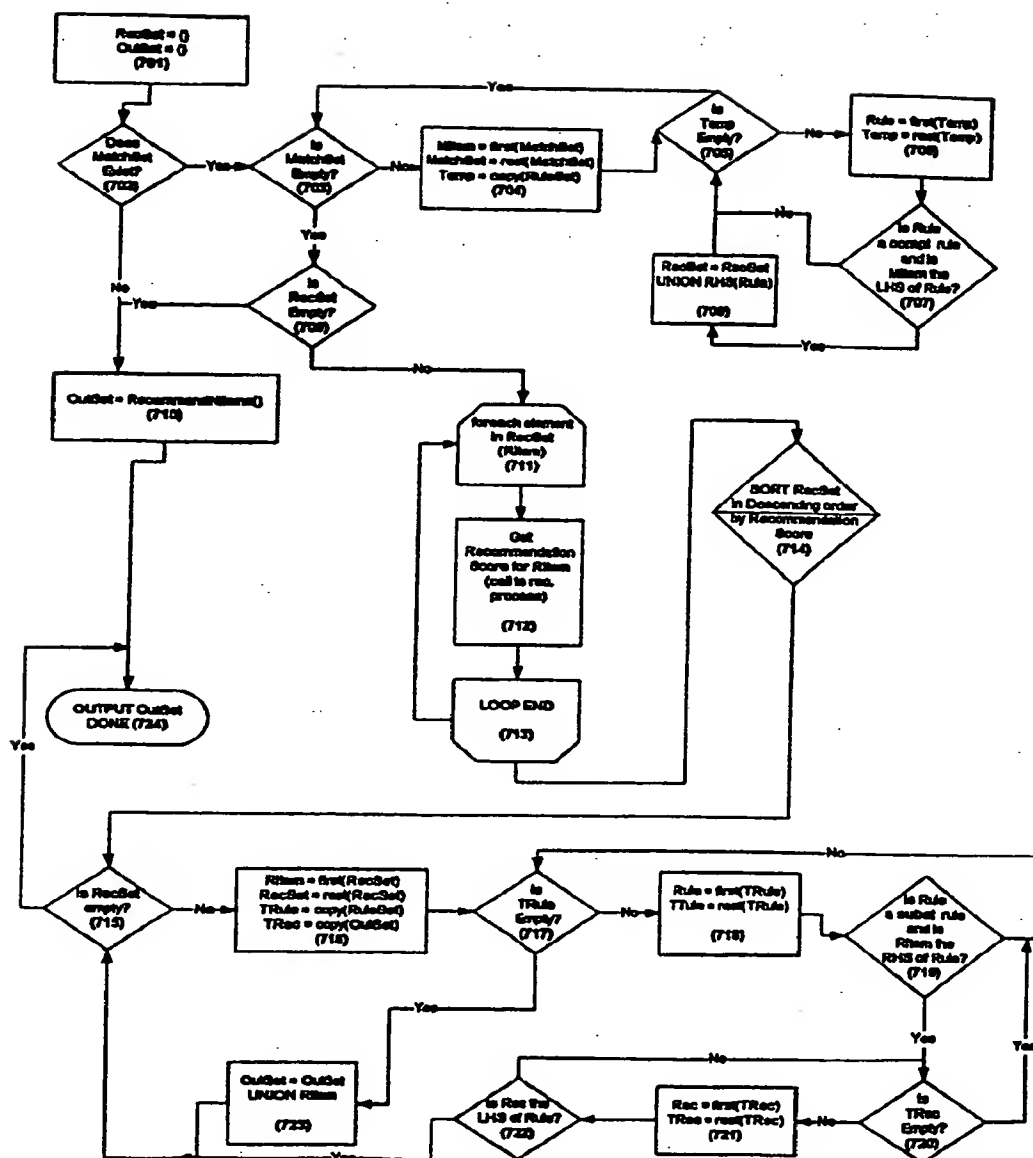 RecSet = {}
OutSet = {}
(701)
Does
MatchSet
Exist?
(702)
Yes
No
Is
MatchSet
Empty?
(703)
No
Yes
MItem = first(MatchSet)
MatchSet = rest(MatchSet)
Temp = copy(RuleSet)
(704)
Yes
Is
Temp
Empty?
(705)
No
Rule = first(Temp)
Temp = rest(Temp)
(706)
No
Is Rule
a compl rule
and is
MItem the
LHS of Rule?
(707)
Yes
RecSet = RecSet
UNION RHS(Rule)
(708)
Is
RecSet
Empty?
(709)
Yes
No
OutSet = RecommendNItems()
(710)
foreach element
in RecSet
(RItem)
(711)
Get
Recommendation
Score for RItem
(call to rec.
process)
(712)
LOOP END
(713)
SORT RecSet
in Descending order
by Recommendation
Score
(714)
OUTPUT OutSet
DONE (724)
Yes
Is RecSet
empty?
(715)
No
RItem = first(RecSet)
RecSet = rest(RecSet)
TRule = copy(RuleSet)
TRec = copy(OutSet)
(716)
Is
TRule
Empty?
(717)
No
Yes
Rule = first(TRule)
TTule = rest(TRule)
(718)
Is Rule
a subst rule
and is
RItem the
RHS of Rule?
(719)
No
Yes
Is
TRec
Empty?
(720)
Yes
No
Rec = first(TRec)
TRec = rest(TRec)
(721)
Is Rec the
LHS of Rule?
(722)
No
Yes
OutSet = OutSet
UNION RItem
(723)